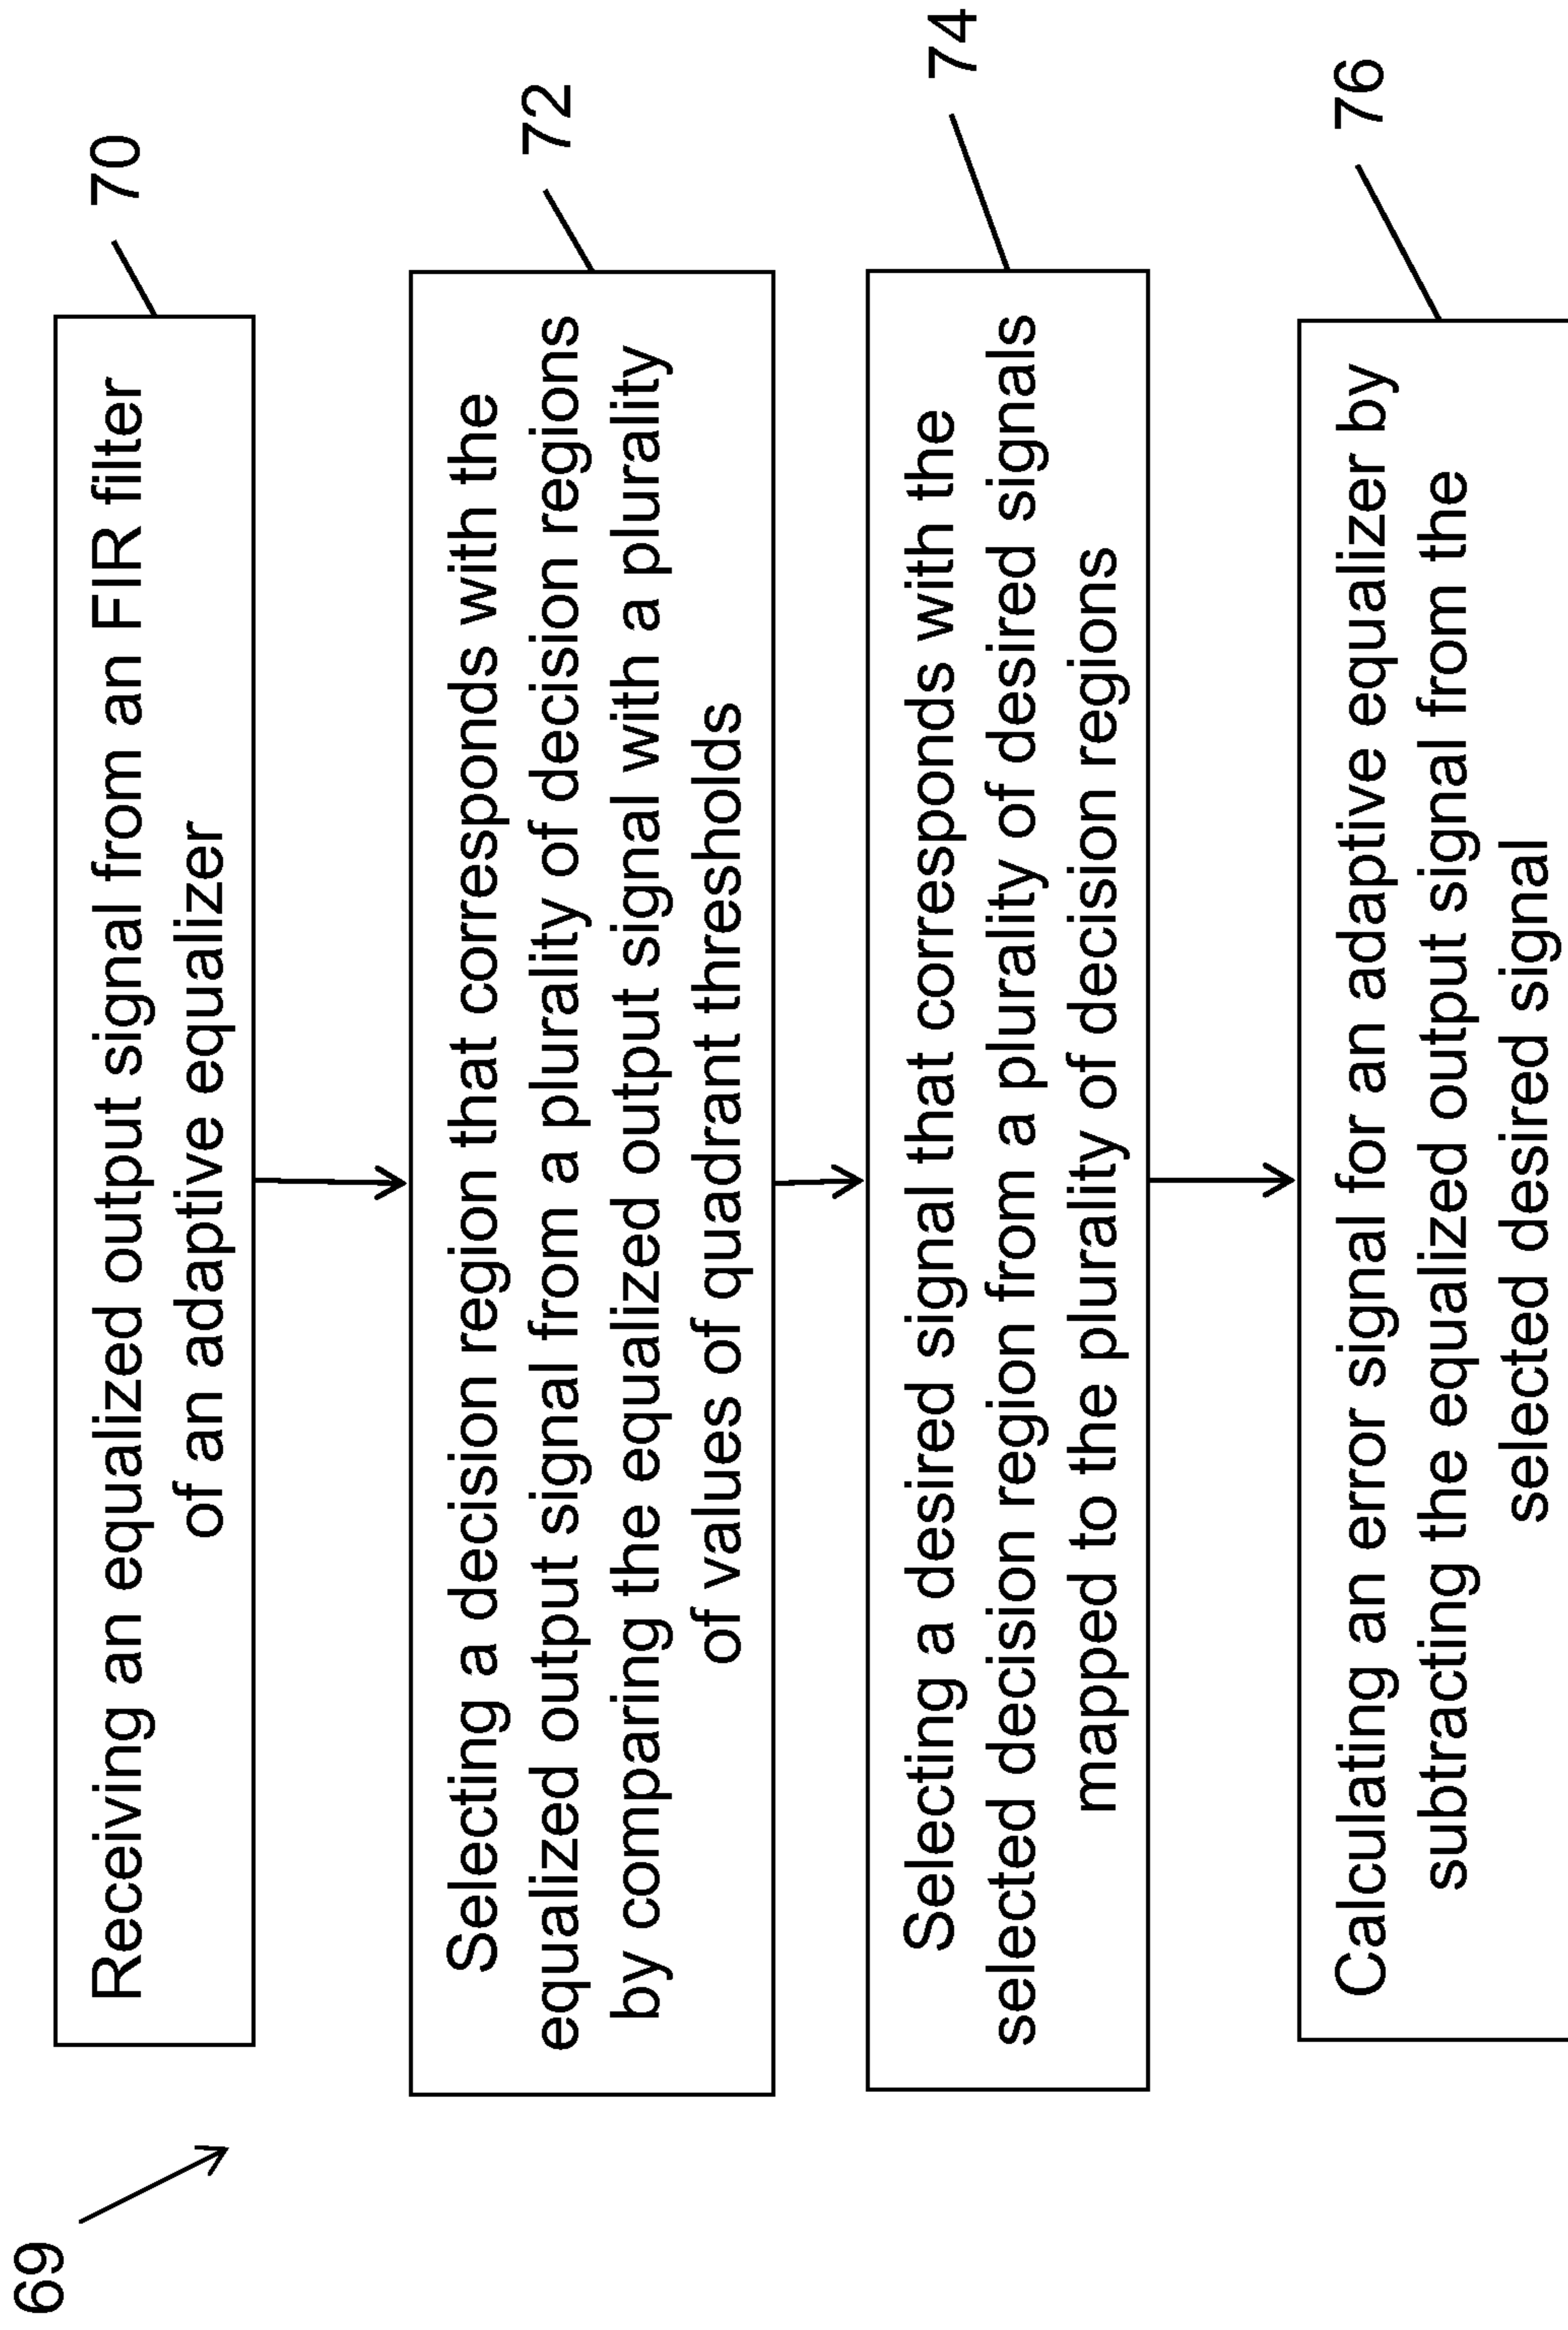 69
70
Receiving an equalized output signal from an FIR filter
of an adaptive equalizer
72
Selecting a decision region that corresponds with the
equalized output signal from a plurality of decision regions
by comparing the equalized output signal with a plurality
of values of quadrant thresholds
74
Selecting a desired signal that corresponds with the
selected decision region from a plurality of desired signals
mapped to the plurality of decision regions
76
Calculating an error signal for an adaptive equalizer by
subtracting the equalized output signal from the
selected desired signal